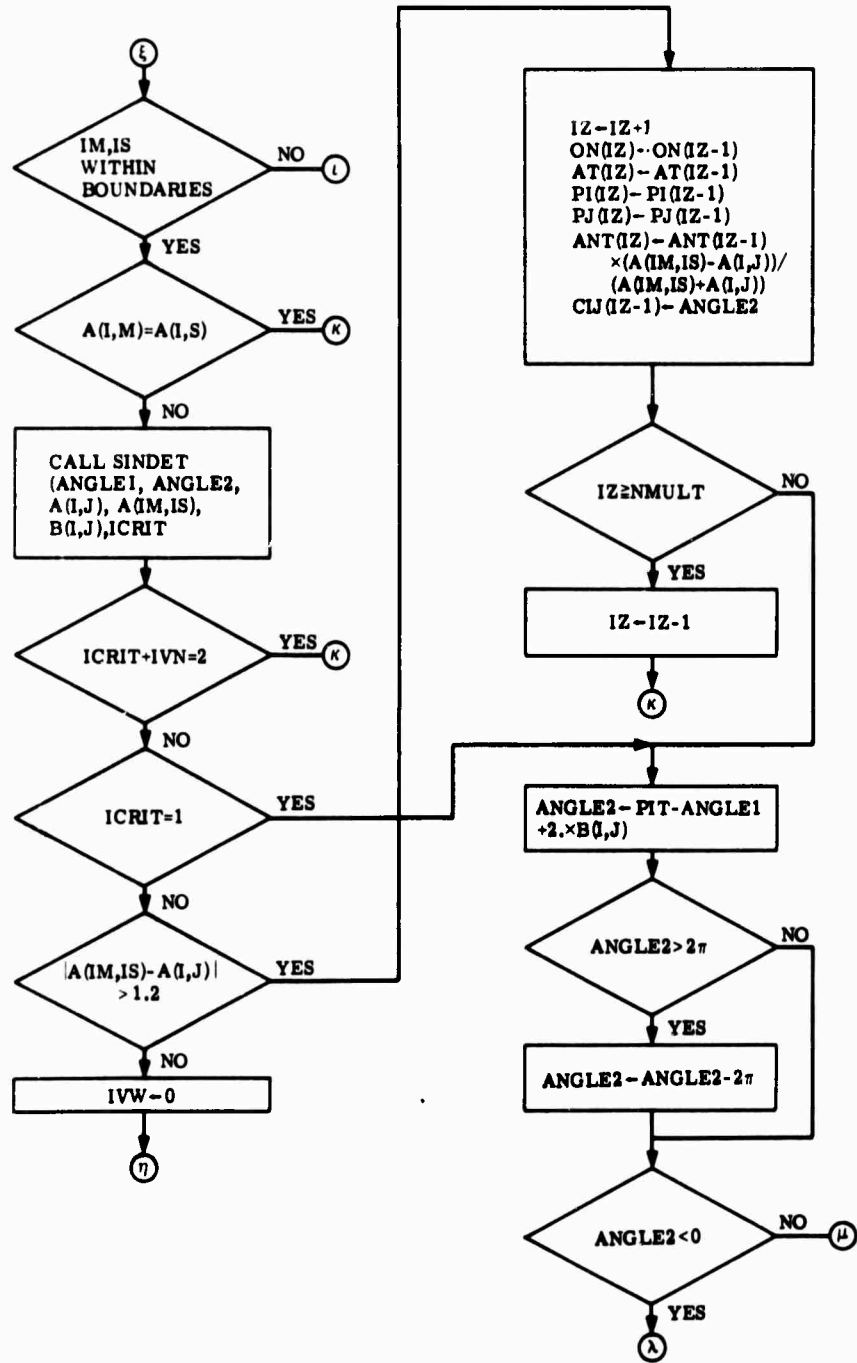 ξ
IM,IS
WITHIN
BOUNDARIES
NO
ι
YES
A(I,M)=A(I,S)
YES
κ
NO
CALL SINDET
(ANGLE1, ANGLE2,
A(I,J), A(IM,IS),
B(I,J),ICRIT
ICRIT+IVN=2
YES
κ
NO
ICRIT=1
YES
NO
|A(IM,IS)-A(I,J)|
>1.2
YES
NO
IVW←0
η
IZ←IZ+1
ON(IZ)←ON(IZ-1)
AT(IZ)←AT(IZ-1)
PI(IZ)←PI(IZ-1)
PJ(IZ)←PJ(IZ-1)
ANT(IZ)←ANT(IZ-1)
×(A(IM,IS)-A(I,J))/
(A(IM,IS)+A(I,J))
CIJ(IZ-1)←ANGLE2
IZ≧NMULT
NO
YES
IZ←IZ-1
κ
ANGLE2←PIT-ANGLE1
+2.×B(I,J)
ANGLE2>2π
NO
YES
ANGLE2←ANGLE2-2π
ANGLE2<0
NO
μ
YES
λ